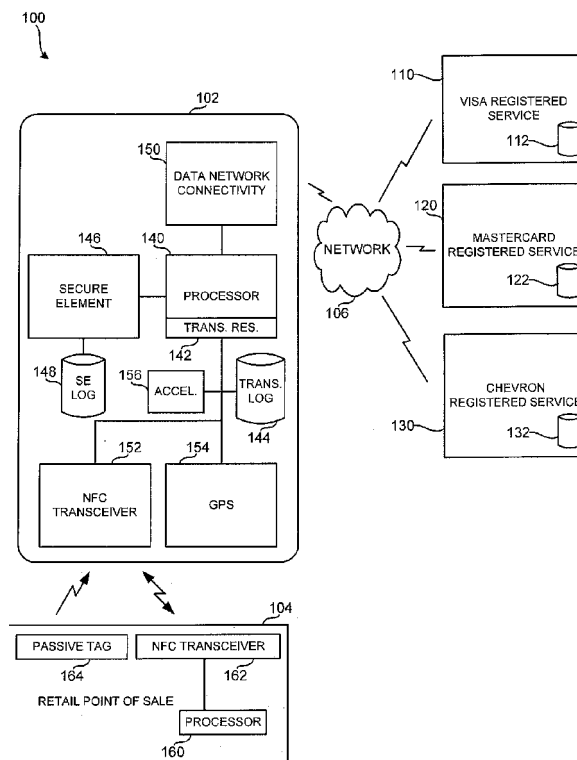 100
102
150
DATA NETWORK
CONNECTIVITY
146
SECURE
ELEMENT
140
PROCESSOR
TRANS. RES.
142
148
SE
LOG
156
ACCEL.
TRANS.
LOG
144
152
NFC
TRANSCEIVER
154
GPS
NETWORK
106
110
VISA REGISTERED
SERVICE
112
120
MASTERCARD
REGISTERED SERVICE
122
CHEVRON
REGISTERED SERVICE
130
132
104
PASSIVE TAG
164
NFC TRANSCEIVER
162
RETAIL POINT OF SALE
PROCESSOR
160